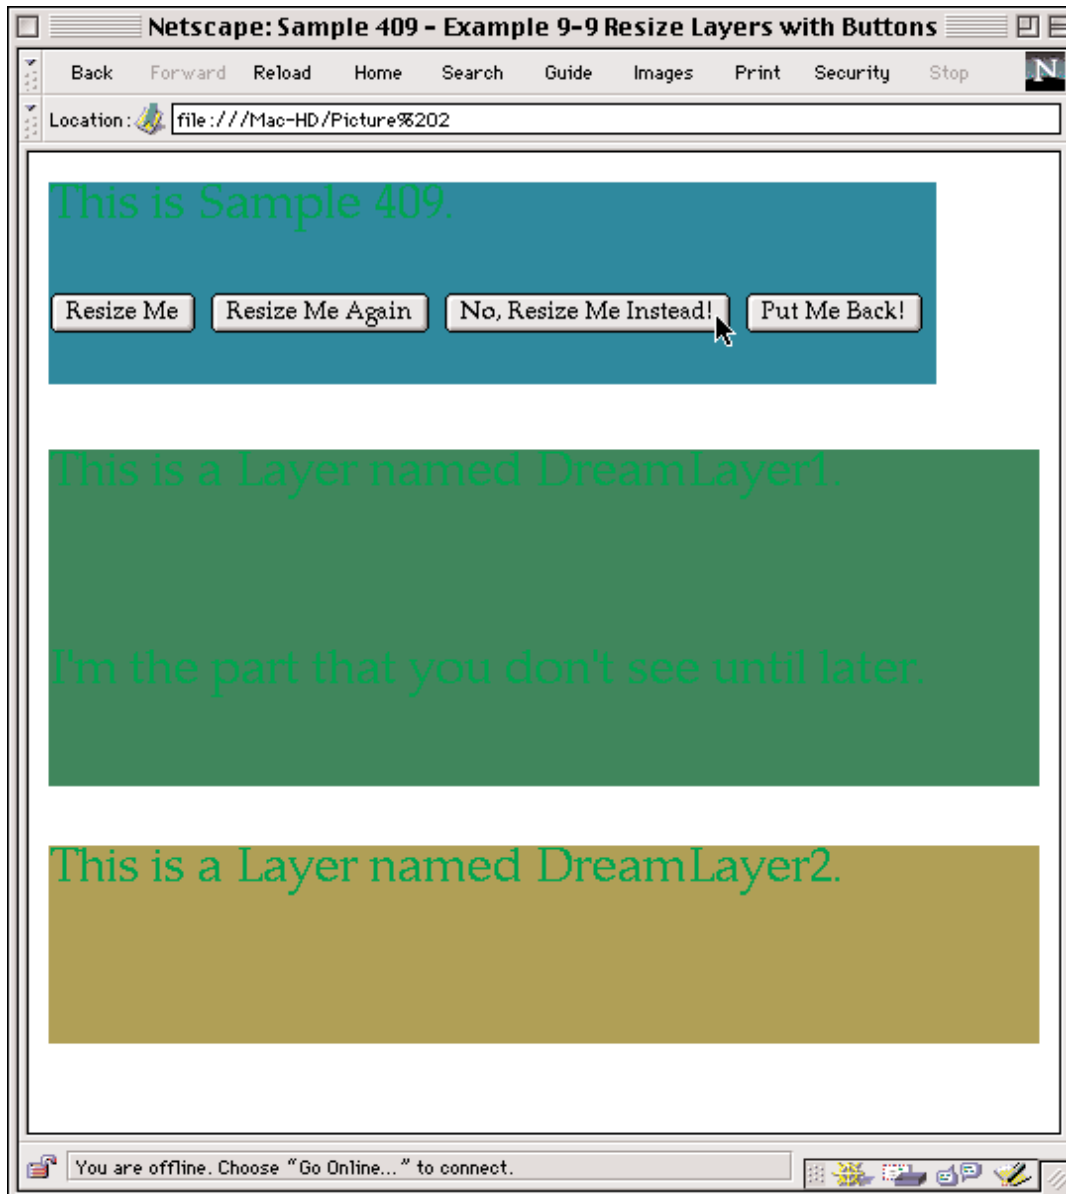 Netscape: Sample 409 - Example 9-9 Resize Layers with Buttons
Back Forward Reload Home Search Guide Images Print Security Stop N
Location: file:///Mac-HD/Picture%202
This is Sample 409.
Resize Me Resize Me Again No, Resize Me Instead! Put Me Back!
This is a Layer named DreamLayer1.
I'm the part that you don't see until later.
This is a Layer named DreamLayer2.
You are offline. Choose "Go Online..." to connect.